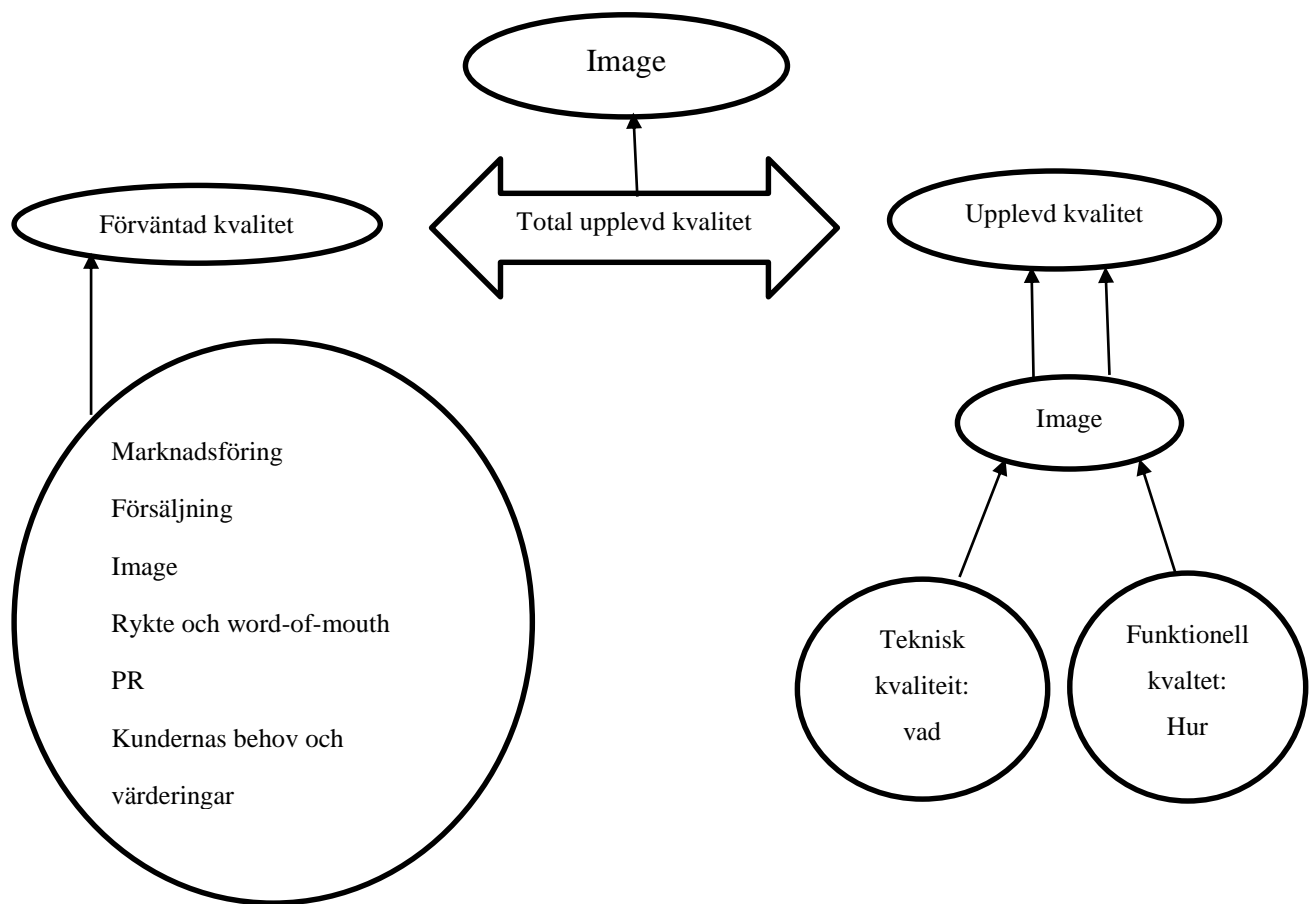 Image
Förväntad kvalitet
Total upplevd kvalitet
Upplevd kvalitet
Marknadsföring
Försäljning
Image
Rykte och word-of-mouth
PR
Kundernas behov och
värderingar
Image
Teknisk
kvaliteit:
vad
Funktionell
kvaltet:
Hur